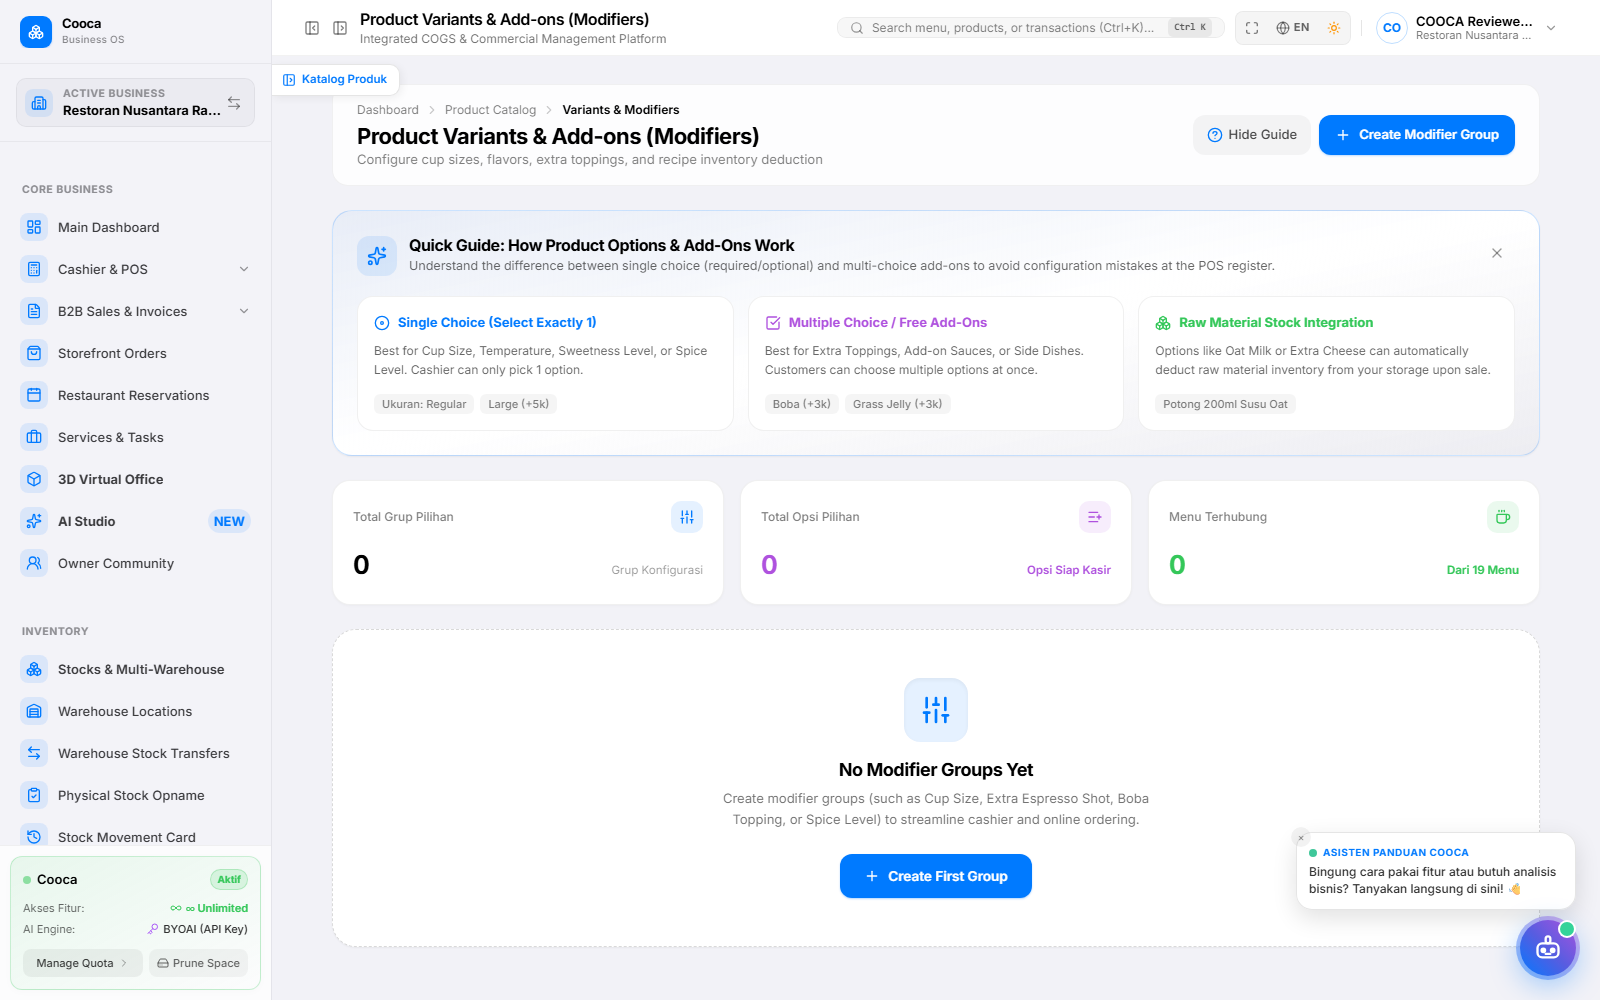 Cooca
Business OS
ACTIVE BUSINESS
Restoran Nusantara Ra...
CORE BUSINESS
Main Dashboard
Cashier & POS
B2B Sales & Invoices
Storefront Orders
Restaurant Reservations
Services & Tasks
3D Virtual Office
AI Studio NEW
Owner Community
INVENTORY
Stocks & Multi-Warehouse
Warehouse Locations
Warehouse Stock Transfers
Physical Stock Opname
Stock Movement Card
Cooca Aktif
Akses Fitur: ∞ Unlimited
AI Engine: BYOAI (API Key)
Manage Quota
Prune Space
Product Variants & Add-ons (Modifiers)
Integrated COGS & Commercial Management Platform
Search menu, products, or transactions (Ctrl+K)... Ctrl K
EN
CO
COOCA Reviewe...
Restoran Nusantara ...
Katalog Produk
Dashboard > Product Catalog > Variants & Modifiers
Product Variants & Add-ons (Modifiers)
Configure cup sizes, flavors, extra toppings, and recipe inventory deduction
Hide Guide
Create Modifier Group
Quick Guide: How Product Options & Add-Ons Work
Understand the difference between single choice (required/optional) and multi-choice add-ons to avoid configuration mistakes at the POS register.
Single Choice (Select Exactly 1)
Best for Cup Size, Temperature, Sweetness Level, or Spice
Level. Cashier can only pick 1 option.
Ukuran: Regular
Large (+5k)
Multiple Choice / Free Add-Ons
Best for Extra Toppings, Add-on Sauces, or Side Dishes.
Customers can choose multiple options at once.
Boba (+3k)
Grass Jelly (+3k)
Raw Material Stock Integration
Options like Oat Milk or Extra Cheese can automatically
deduct raw material inventory from your storage upon sale.
Potong 200ml Susu Oat
Total Grup Pilihan
0
Grup Konfigurasi
Total Opsi Pilihan
0
Opsi Siap Kasir
Menu Terhubung
0
Dari 19 Menu
No Modifier Groups Yet
Create modifier groups (such as Cup Size, Extra Espresso Shot, Boba
Topping, or Spice Level) to streamline cashier and online ordering.
Create First Group
ASISTEN PANDUAN COOCA
Bingung cara pakai fitur atau butuh analisis
bisnis? Tanyakan langsung di sini! 👋